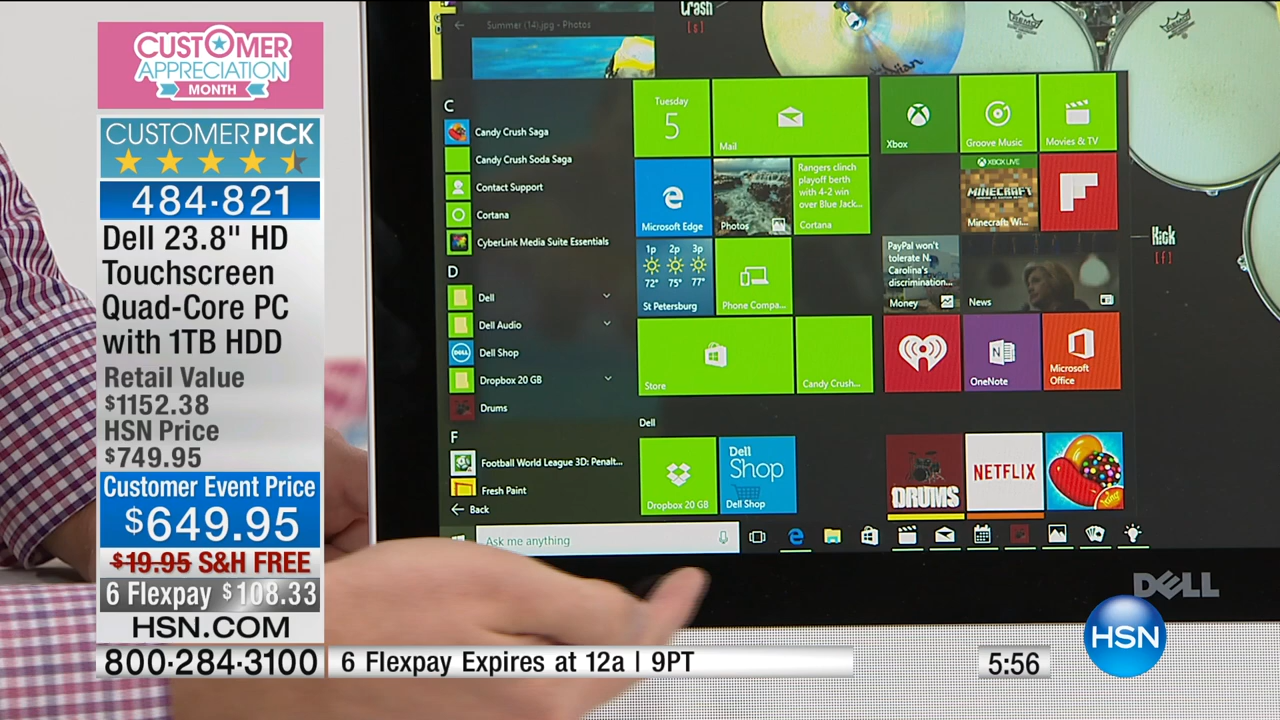 CUSTOMER
APPRECIATION
MONTH
CUSTOMER PICK
484-821
Dell 23.8" HD
Touchscreen
Quad-Core PC
with 1TB HDD
Retail Value
$1152.38
HSN Price
$749.95
Customer Event Price
$649.95
$19.95 S&H FREE
6 Flexpay $108.33
HSN.COM
800-284-3100
6 Flexpay Expires at 12a | 9PT
5:56
HSN
Crash
[s]
Summer (14).jpg - Photos
Kick
[f]
C
Candy Crush Saga
Candy Crush Soda Saga
Contact Support
Cortana
CyberLink Media Suite Essentials
D
Dell
Dell Audio
Dell Shop
Dropbox 20 GB
Drums
F
Football World League 3D: Penalt...
Fresh Paint
Back
Ask me anything
Tuesday
5
Mail
Microsoft Edge
Photos
Rangers clinch
playoff berth
with 4-2 win
over Blue Jack...
Cortana
1p 2p 3p
72° 75° 77°
St Petersburg
Phone Compa...
Store
Candy Crush...
Dell
Dropbox 20 GB
Dell
Shop
Dell Shop
Xbox
Groove Music
Movies & TV
XBOX LIVE
MINECRAFT
Minecraft: Wi...
PayPal won't
tolerate N.
Carolina's
discrimination...
Money
News
OneNote
Microsoft
Office
DRUMS
NETFLIX
King
REMO
DELL
DELL